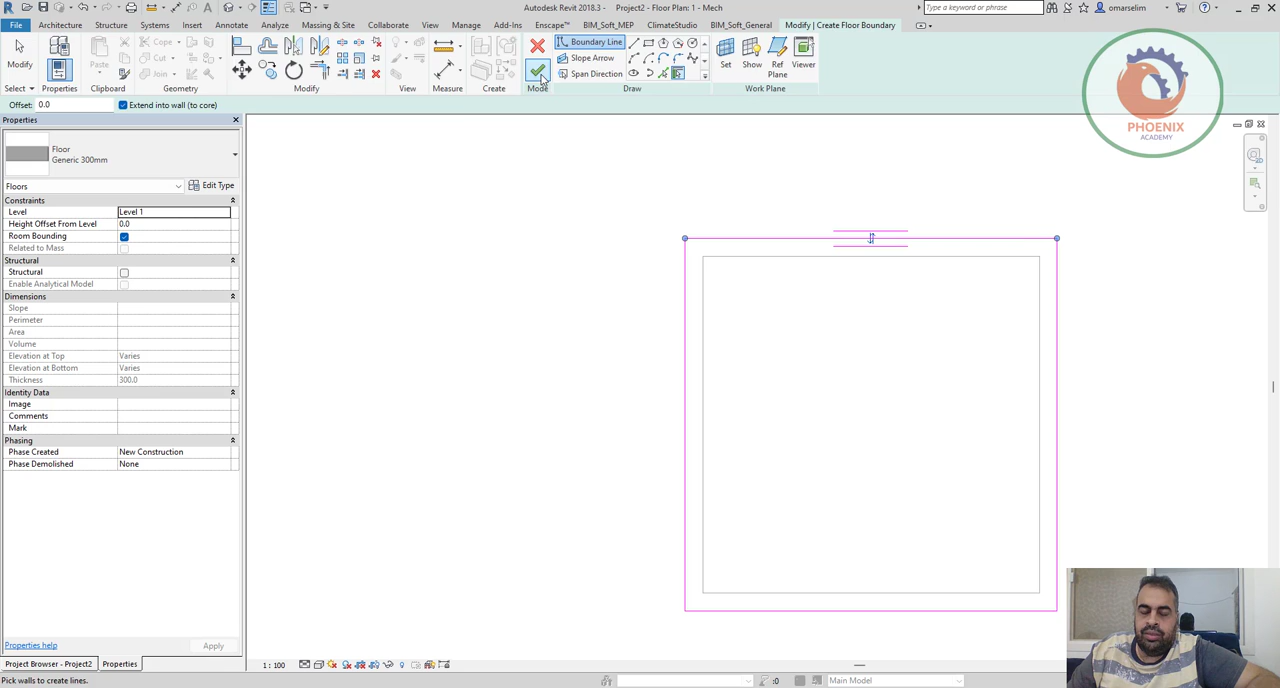 Autodesk Revit 2018.3 - Project2 - Floor Plan: 1 - Mech
Type a keyword or phrase
omarselim
File Architecture Structure Systems Insert Annotate Analyze Massing & Site Collaborate View Manage Add-Ins Enscape™ BIM_Soft_MEP ClimateStudio BIM_Soft_General Modify | Create Floor Boundary
Modify
Paste
Cope
Cut
Join
Boundary Line
Slope Arrow
Span Direction
Set Show Ref Plane Viewer
Select Properties Clipboard Geometry Modify View Measure Create Mode Draw Work Plane
Offset: 0.0 Extend into wall (to core)
PHOENIX
ACADEMY
Properties
Floor
Generic 300mm
Floors Edit Type
Constraints
Level Level 1
Height Offset From Level 0.0
Room Bounding
Related to Mass
Structural
Structural
Enable Analytical Model
Dimensions
Slope
Perimeter
Area
Volume
Elevation at Top Varies
Elevation at Bottom Varies
Thickness 300.0
Identity Data
Image
Comments
Mark
Phasing
Phase Created New Construction
Phase Demolished None
Properties help Apply
Project Browser - Project2 Properties
1 : 100
Pick walls to create lines.
:0 Main Model